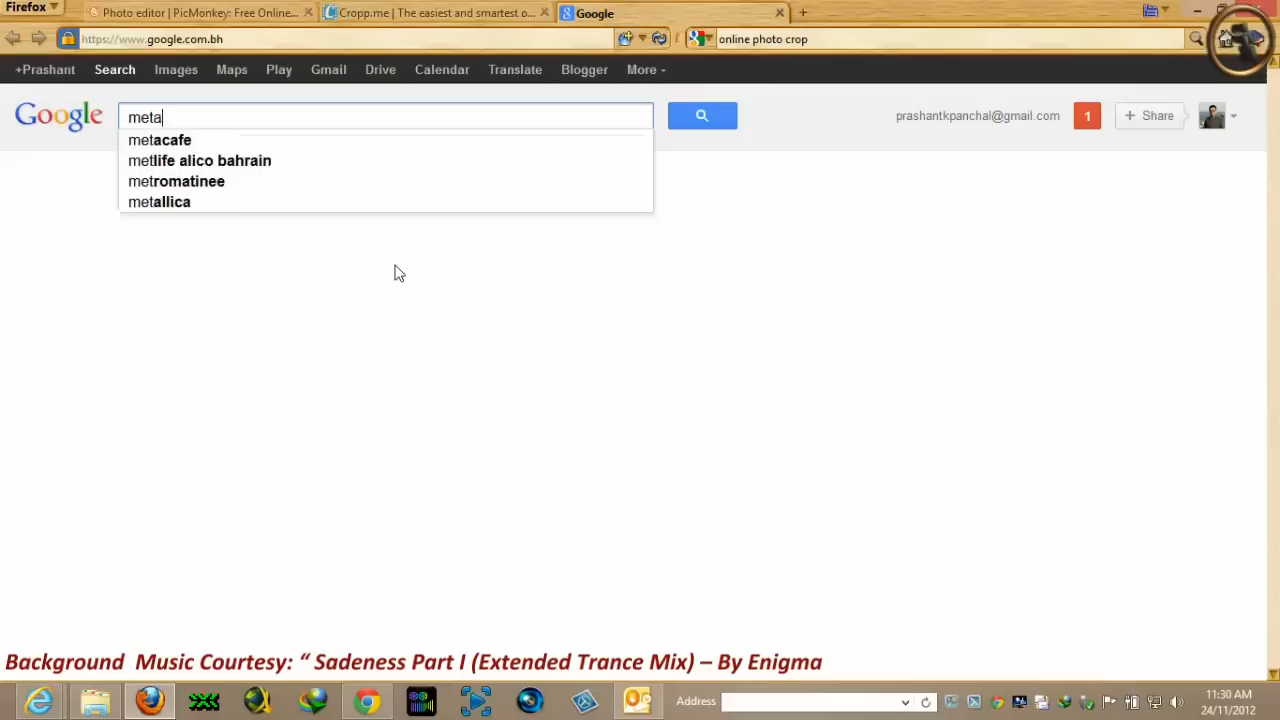 Firefox
Photo editor | PicMonkey: Free Online...
Cropp.me | The easiest and smartest o...
Google
https://www.google.com.bh
online photo crop
+Prashant Search Images Maps Play Gmail Drive Calendar Translate Blogger More
Google
meta
prashantkpanchal@gmail.com
1
+ Share
metacafe
metlife alico bahrain
metromatinee
metallica
Background Music Courtesy: “ Sadeness Part I (Extended Trance Mix) – By Enigma
Address
11:30 AM
24/11/2012